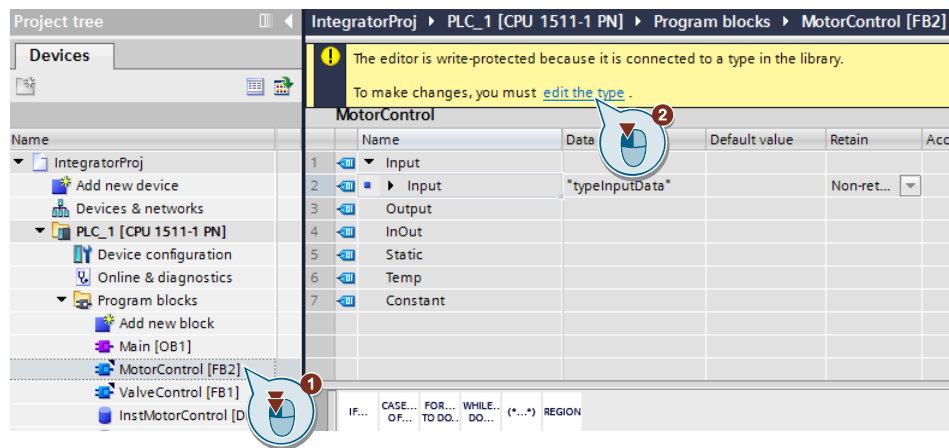 Project tree
IntegratorProj ▸ PLC_1 [CPU 1511-1 PN] ▸ Program blocks ▸ MotorControl [FB2]
Devices
The editor is write-protected because it is connected to a type in the library.
To make changes, you must edit the type .
2
MotorControl
Name
Name Data Default value Retain Acc
IntegratorProj
1 Input
Add new device
2 Input "typeInputData" Non-ret...
Devices & networks
3 Output
PLC_1 [CPU 1511-1 PN]
4 InOut
Device configuration
5 Static
Online & diagnostics
6 Temp
Program blocks
7 Constant
Add new block
Main [OB1]
MotorControl [FB2]
1
ValveControl [FB1]
InstMotorControl [D
IF... CASE... OF... FOR... TO DO.. WHILE.. DO... (*...*) REGION